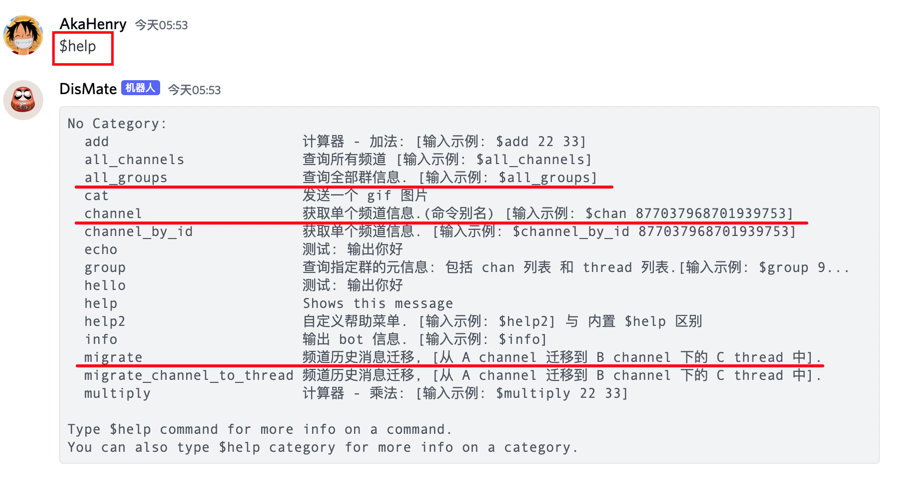 AkaHenry 今天05:53
$help
DisMate 机器人 今天05:53
No Category:
add 计算器 - 加法: [输入示例: $add 22 33]
all_channels 查询所有频道 [输入示例: $all_channels]
all_groups 查询全部群信息. [输入示例: $all_groups]
cat 发送一个 gif 图片
channel 获取单个频道信息.(命令别名) [输入示例: $chan 877037968701939753]
channel_by_id 获取单个频道信息. [输入示例: $channel_by_id 877037968701939753]
echo 测试: 输出你好
group 查询指定群的元信息: 包括 chan 列表 和 thread 列表.[输入示例: $group 9...
hello 测试: 输出你好
help Shows this message
help2 自定义帮助菜单. [输入示例: $help2] 与 内置 $help 区别
info 输出 bot 信息. [输入示例: $info]
migrate 频道历史消息迁移, [从 A channel 迁移到 B channel 下的 C thread 中].
migrate_channel_to_thread 频道历史消息迁移, [从 A channel 迁移到 B channel 下的 C thread 中].
multiply 计算器 - 乘法: [输入示例: $multiply 22 33]
Type $help command for more info on a command.
You can also type $help category for more info on a category.